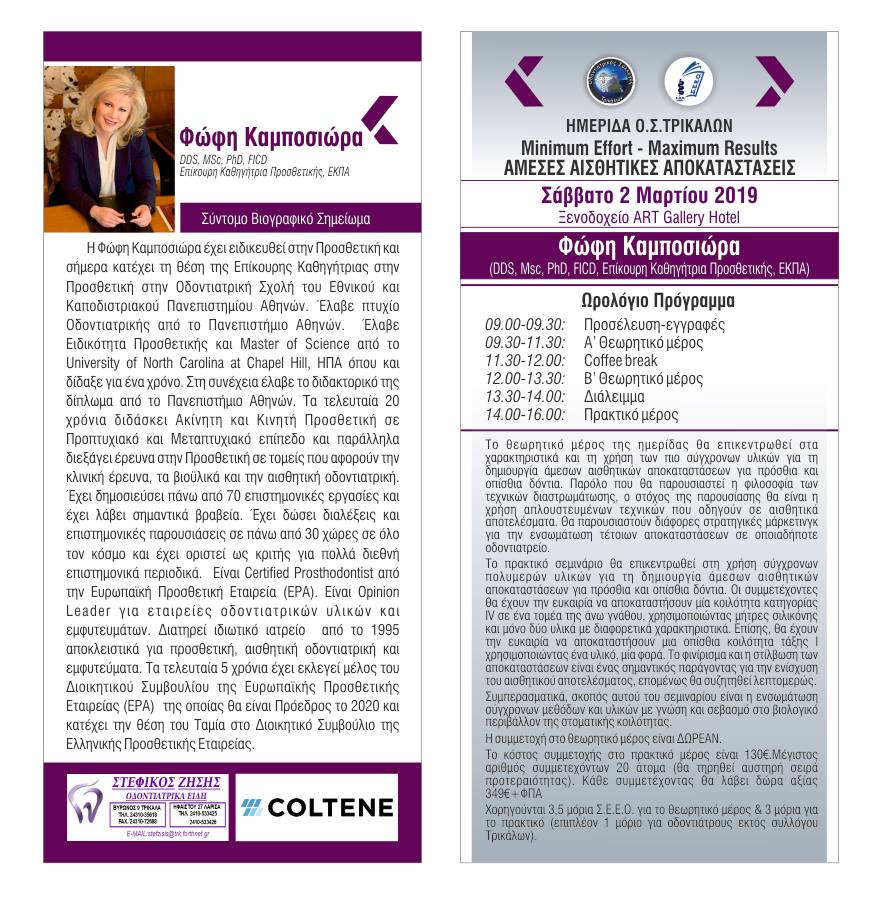 Φώφη Καμποσιώρα
DDS, MSc, PhD, FICD
Επίκουρη Καθηγήτρια Προσθετικής, ΕΚΠΑ
Σύντομο Βιογραφικό Σημείωμα
Η Φώφη Καμποσιώρα έχει ειδικευθεί στην Προσθετική και
σήμερα κατέχει τη θέση της Επίκουρης Καθηγήτριας στην
Προσθετική στην Οδοντιατρική Σχολή του Εθνικού και
Καποδιστριακού Πανεπιστημίου Αθηνών. Έλαβε πτυχίο
Οδοντιατρικής από το Πανεπιστήμιο Αθηνών. Έλαβε
Ειδικότητα Προσθετικής και Master of Science από το
University of North Carolina at Chapel Hill, ΗΠΑ όπου και
δίδαξε για ένα χρόνο. Στη συνέχεια έλαβε το διδακτορικό της
δίπλωμα από το Πανεπιστήμιο Αθηνών. Τα τελευταία 20
χρόνια διδάσκει Ακίνητη και Κινητή Προσθετική σε
Προπτυχιακό και Μεταπτυχιακό επίπεδο και παράλληλα
διεξάγει έρευνα στην Προσθετική σε τομείς που αφορούν την
κλινική έρευνα, τα βιοϋλικά και την αισθητική οδοντιατρική.
Έχει δημοσιεύσει πάνω από 70 επιστημονικές εργασίες και
έχει λάβει σημαντικά βραβεία. Έχει δώσει διαλέξεις και
επιστημονικές παρουσιάσεις σε πάνω από 30 χώρες σε όλο
τον κόσμο και έχει οριστεί ως κριτής για πολλά διεθνή
επιστημονικά περιοδικά. Είναι Certified Prosthodontist από
την Ευρωπαϊκή Προσθετική Εταιρεία (EPA). Είναι Opinion
Leader για εταιρείες οδοντιατρικών υλικών και
εμφυτευμάτων. Διατηρεί ιδιωτικό ιατρείο από το 1995
αποκλειστικά για προσθετική, αισθητική οδοντιατρική και
εμφυτεύματα. Τα τελευταία 5 χρόνια έχει εκλεγεί μέλος του
Διοικητικού Συμβουλίου της Ευρωπαϊκής Προσθετικής
Εταιρείας (EPA) της οποίας θα είναι Πρόεδρος το 2020 και
κατέχει την θέση του Ταμία στο Διοικητικό Συμβούλιο της
Ελληνικής Προσθετικής Εταιρείας.
ΣΤΕΦΙΚΟΣ ΖΗΣΗΣ
ΟΔΟΝΤΙΑΤΡΙΚΑ ΕΙΔΗ
ΒΥΡΩΝΟΣ 9 ΤΡΙΚΑΛΑ
ΤΗΛ. 24310-35618
FAX. 24310-72688
ΗΦΑΙΣΤΟΥ 27 ΛΑΡΙΣΑ
ΤΗΛ. 2410-533425
2410-533426
E-MAIL:stefzisis@trk.forthnet.gr
COLTENE
ΗΜΕΡΙΔΑ Ο.Σ.ΤΡΙΚΑΛΩΝ
Minimum Effort - Maximum Results
ΑΜΕΣΕΣ ΑΙΣΘΗΤΙΚΕΣ ΑΠΟΚΑΤΑΣΤΑΣΕΙΣ
Σάββατο 2 Μαρτίου 2019
Ξενοδοχείο ART Gallery Hotel
Φώφη Καμποσιώρα
(DDS, Msc, PhD, FICD, Επίκουρη Καθηγήτρια Προσθετικής, ΕΚΠΑ)
Ωρολόγιο Πρόγραμμα
09.00-09.30: Προσέλευση-εγγραφές
09.30-11.30: Α' Θεωρητικό μέρος
11.30-12.00: Coffee break
12.00-13.30: Β' Θεωρητικό μέρος
13.30-14.00: Διάλειμμα
14.00-16.00: Πρακτικό μέρος
Το θεωρητικό μέρος της ημερίδας θα επικεντρωθεί στα
χαρακτηριστικά και τη χρήση των πιο σύγχρονων υλικών για τη
δημιουργία άμεσων αισθητικών αποκαταστάσεων για πρόσθια και
οπίσθια δόντια. Παρόλο που θα παρουσιαστεί η φιλοσοφία των
τεχνικών διαστρωμάτωσης, ο στόχος της παρουσίασης θα είναι η
χρήση απλουστευμένων τεχνικών που οδηγούν σε αισθητικά
αποτελέσματα. Θα παρουσιαστούν διάφορες στρατηγικές μάρκετινγκ
για την ενσωμάτωση τέτοιων αποκαταστάσεων σε οποιαδήποτε
οδοντιατρείο.
Το πρακτικό σεμινάριο θα επικεντρωθεί στη χρήση σύγχρονων
πολυμερών υλικών για τη δημιουργία άμεσων αισθητικών
αποκαταστάσεων για πρόσθια και οπίσθια δόντια. Οι συμμετέχοντες
θα έχουν την ευκαιρία να αποκαταστήσουν μία κοιλότητα κατηγορίας
IV σε ένα τομέα της άνω γνάθου, χρησιμοποιώντας μήτρες σιλικόνης
και μόνο δύο υλικά με διαφορετικά χαρακτηριστικά. Επίσης, θα έχουν
την ευκαιρία να αποκαταστήσουν μια οπίσθια κοιλότητα τάξης I
χρησιμοποιώντας ένα υλικό, μία φορά. Το φινίρισμα και η στίλβωση των
αποκαταστάσεων είναι ένας σημαντικός παράγοντας για την ενίσχυση
του αισθητικού αποτελέσματος, επομένως θα συζητηθεί λεπτομερώς.
Συμπερασματικά, σκοπός αυτού του σεμιναρίου είναι η ενσωμάτωση
σύγχρονων μεθόδων και υλικών με γνώση και σεβασμό στο βιολογικό
περιβάλλον της στοματικής κοιλότητας.
Η συμμετοχή στο θεωρητικό μέρος είναι ΔΩΡΕΑΝ.
Το κόστος συμμετοχής στο πρακτικό μέρος είναι 130€.Μέγιστος
αριθμός συμμετεχόντων 20 άτομα (θα τηρηθεί αυστηρή σειρά
προτεραιότητας). Κάθε συμμετέχοντας θα λάβει δώρα αξίας
349€+ΦΠΑ
Χορηγούνται 3,5 μόρια Σ.Ε.Ε.Ο. για το θεωρητικό μέρος & 3 μόρια για
το πρακτικό (επιπλέον 1 μόριο για οδοντιάτρους εκτός συλλόγου
Τρικάλων).